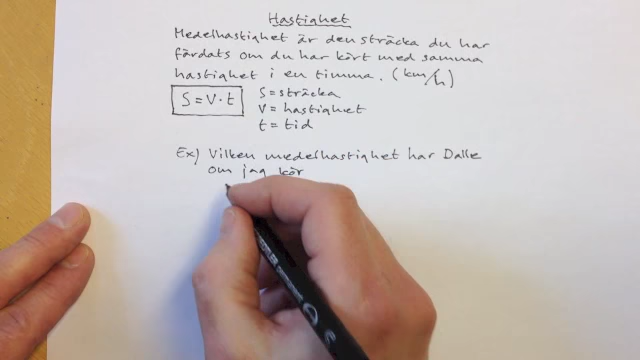 Hastighet
Medelhastighet är den sträcka du har
färdats om du har kört med samma
hastighet i en timma. (km/h)
S = V · t
S = sträcka
V = hastighet
t = tid
Ex) Vilken medelhastighet har Dalle
om jag kör